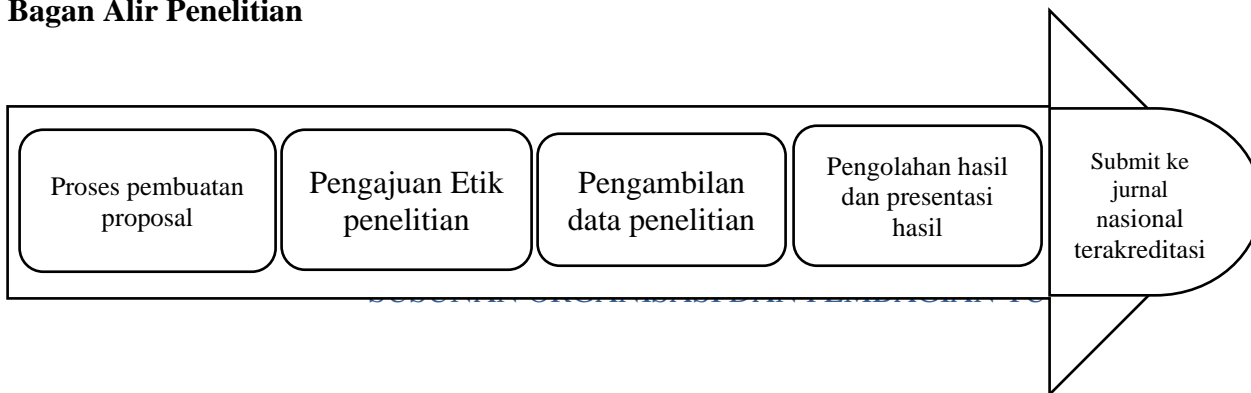 Bagan Alir Penelitian
Proses pembuatan
proposal
Pengajuan Etik
penelitian
Pengambilan
data penelitian
Pengolahan hasil
dan presentasi
hasil
Submit ke
jurnal
nasional
terakreditasi